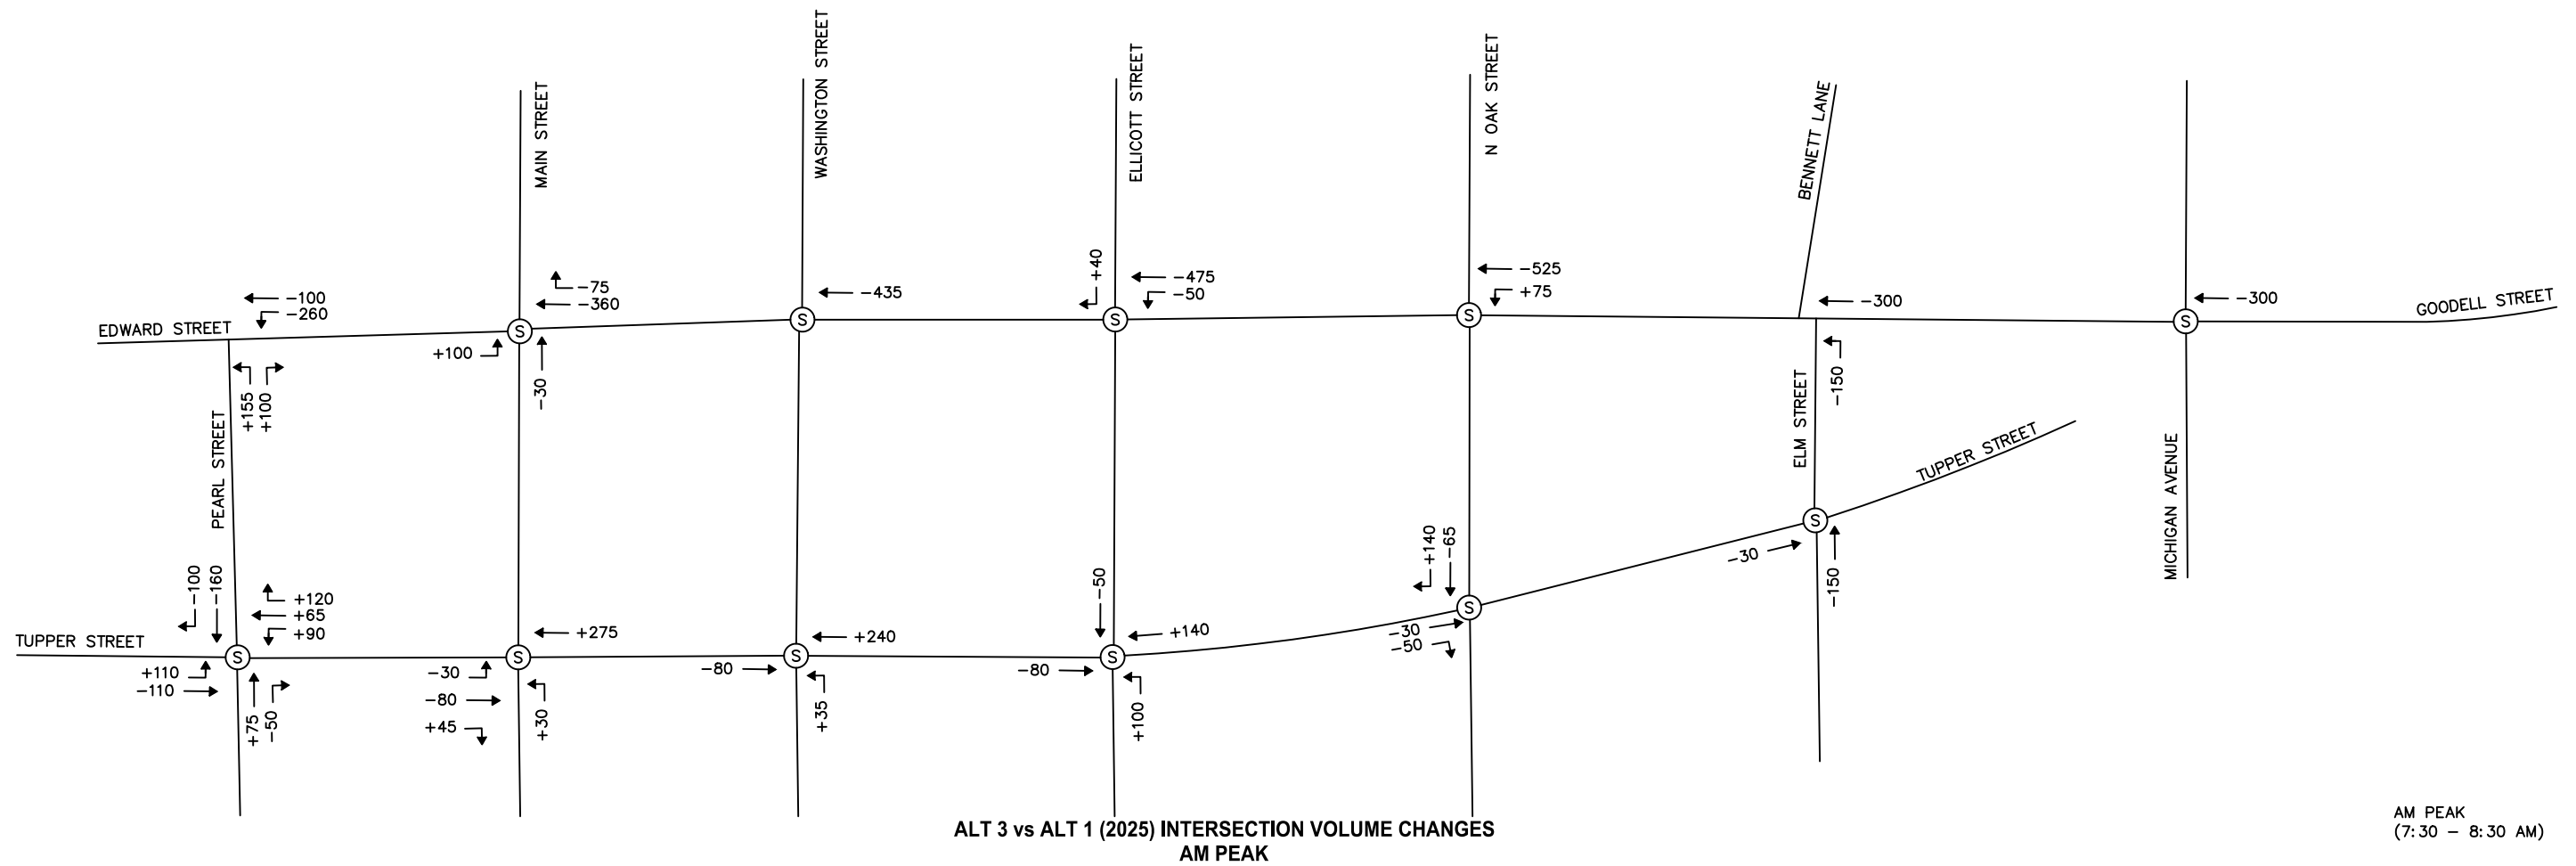 WASHINGTON STREET
N OAK STREET
ELLICOTT STREET
MAIN STREET
BENNETT LANE
+40
-525
+75
-475
-50
-435
-75
-360
-100
-260
-300
-300
GOODELL STREET
EDWARD STREET
S
S
S
S
S
+100
-30
-150
+155
+100
PEARL STREET
ELM STREET
TUPPER STREET
MICHIGAN AVENUE
S
-30
-150
+140
-65
S
-30
-50
-100
-160
+120
+65
+90
+275
+240
-50
+140
TUPPER STREET
S
S
S
S
+110
-110
+75
-50
-30
-80
+45
+30
-80
+35
-80
+100
ALT 3 vs ALT 1 (2025) INTERSECTION VOLUME CHANGES
AM PEAK
AM PEAK
(7:30 - 8:30 AM)